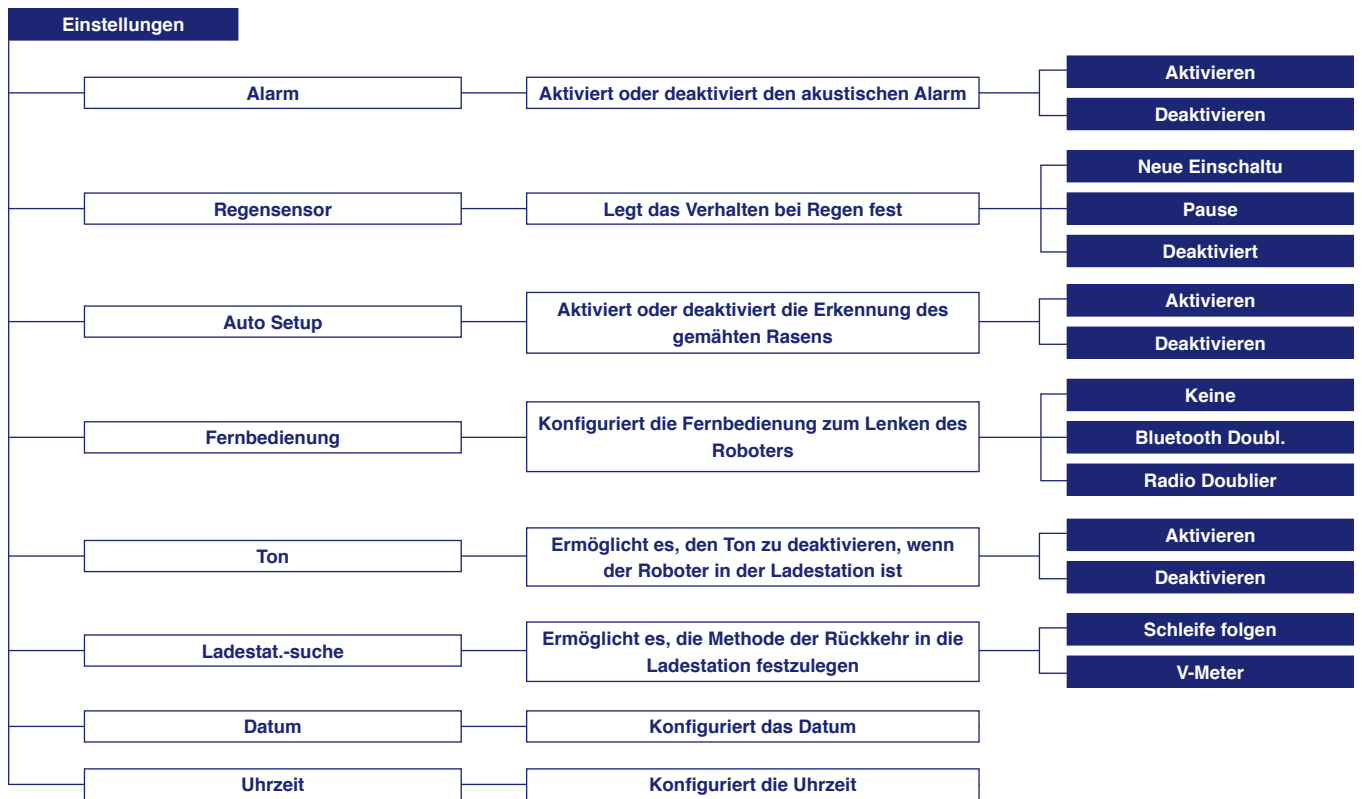 Einstellungen
Alarm
Aktiviert oder deaktiviert den akustischen Alarm
Aktivieren
Deaktivieren
Regensensor
Legt das Verhalten bei Regen fest
Neue Einschaltu
Pause
Deaktiviert
Auto Setup
Aktiviert oder deaktiviert die Erkennung des
gemähten Rasens
Aktivieren
Deaktivieren
Fernbedienung
Konfiguriert die Fernbedienung zum Lenken des
Roboters
Keine
Bluetooth Doubl.
Radio Doublier
Ton
Ermöglicht es, den Ton zu deaktivieren, wenn
der Roboter in der Ladestation ist
Aktivieren
Deaktivieren
Ladestat.-suche
Ermöglicht es, die Methode der Rückkehr in die
Ladestation festzulegen
Schleife folgen
V-Meter
Datum
Konfiguriert das Datum
Uhrzeit
Konfiguriert die Uhrzeit